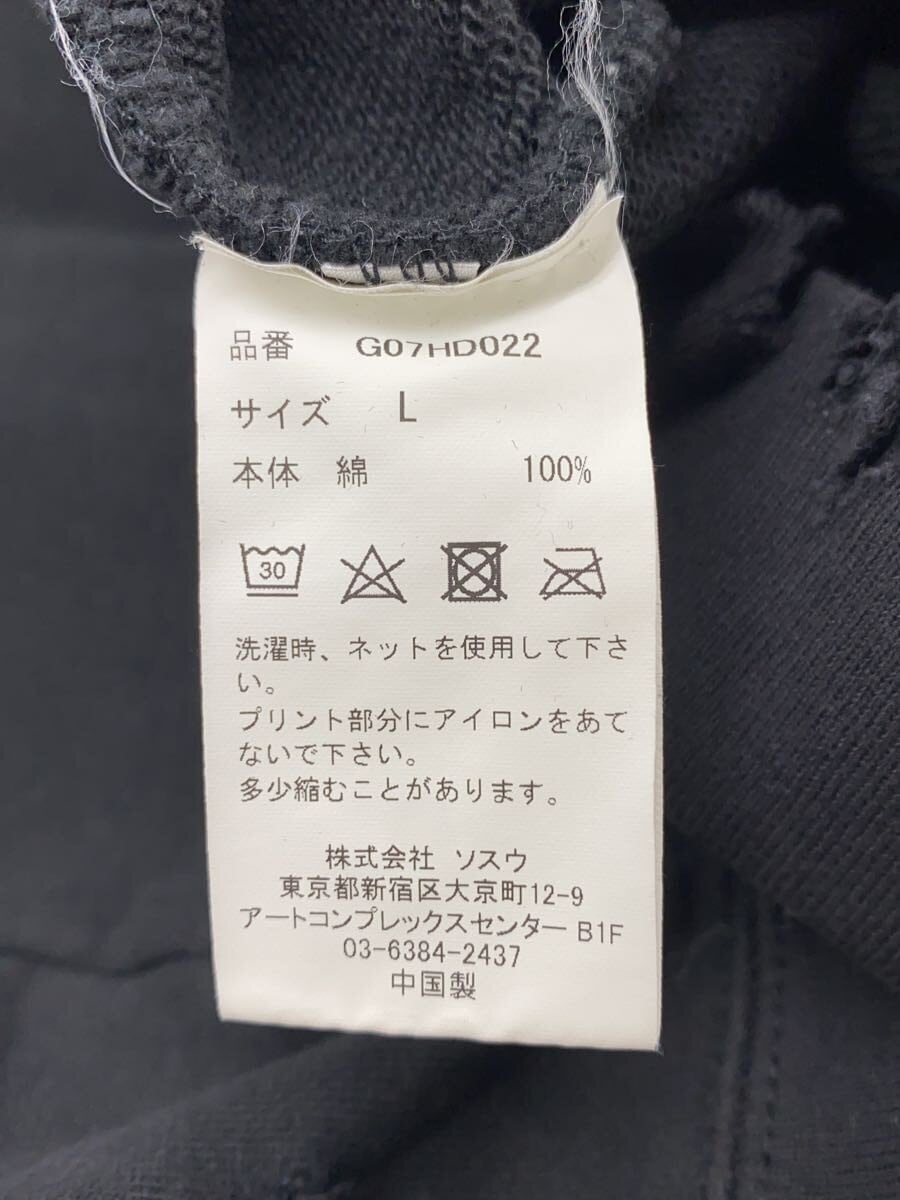 品番 G07HD022
サイズ L
本体 綿 100%
30
洗濯時、ネットを使用して下さ
い。
プリント部分にアイロンをあて
ないで下さい。
多少縮むことがあります。
株式会社 ソスウ
東京都新宿区大京町12-9
アートコンプレックスセンター B1F
03-6384-2437
中国製